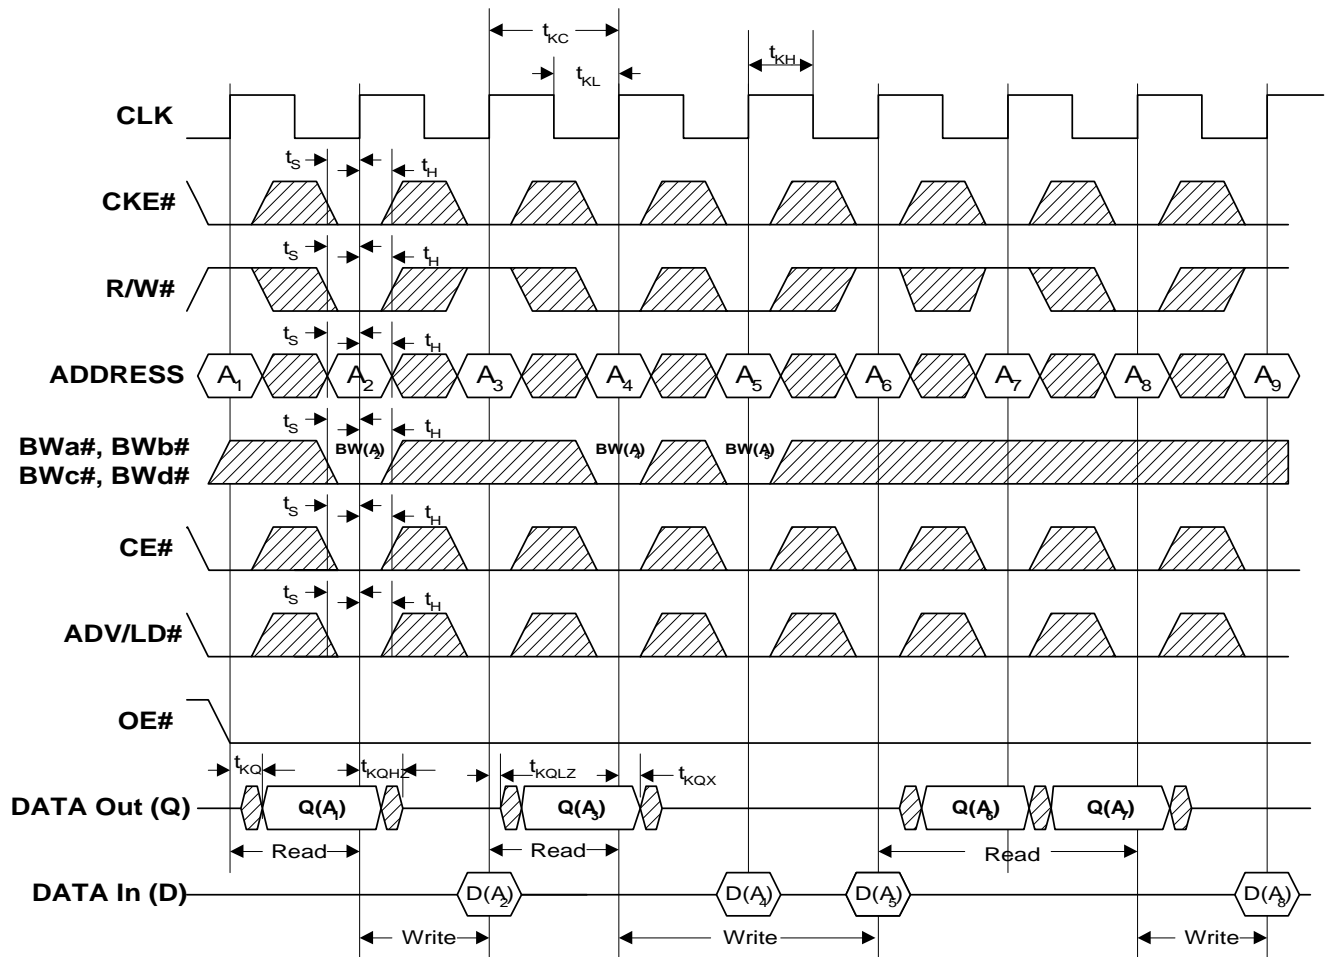 tKC
tKL
tKH
CLK
tS
tH
CKE#
tS
tH
R/W#
tS
tH
ADDRESS A1 A2 A3 A4 A5 A6 A7 A8 A9
tS
tH
BWa#, BWb#
BWc#, BWd#
BW(A2) BW(A4) BW(A5)
tS
tH
CE#
tS
tH
ADV/LD#
OE#
tKQ tKQHZ tKQLZ tKQX
DATA Out (Q) Q(A1) Q(A3) Q(A6) Q(A7)
Read Read Read
DATA In (D) D(A2) D(A4) D(A5) D(A8)
Write Write Write